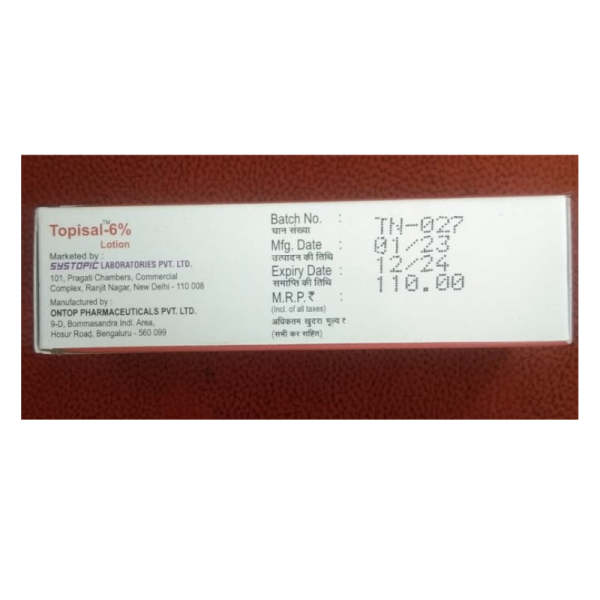 Topisal™-6%
Lotion
Marketed by :
SYSTOPIC LABORATORIES PVT. LTD.
101, Pragati Chambers, Commercial
Complex, Ranjit Nagar, New Delhi - 110 008
Manufactured by :
ONTOP PHARMACEUTICALS PVT. LTD.
9-D, Bommasandra Indl. Area,
Hosur Road, Bengaluru - 560 099
Batch No. : TN-027
घान संख्या
Mfg. Date : 01/23
उत्पादन की तिथि
Expiry Date : 12/24
समाप्ति की तिथि
M.R.P.₹ : 110.00
(Incl. of all taxes)
अधिकतम खुदरा मूल्य र
(सभी कर सहित)